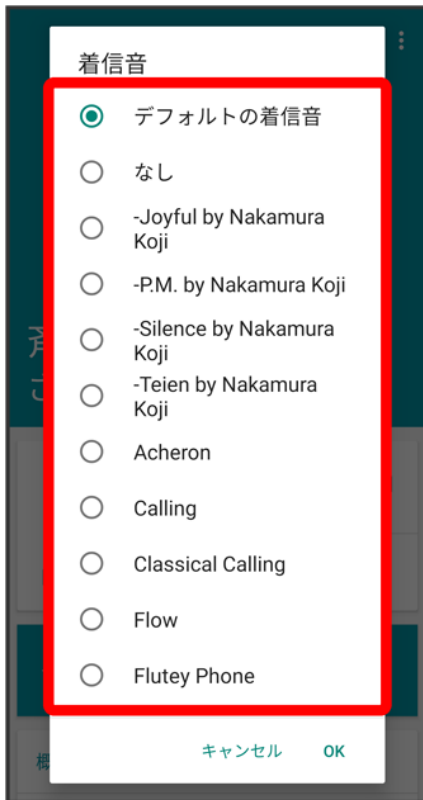 着信音
デフォルトの着信音
なし
-Joyful by Nakamura
Koji
-P.M. by Nakamura Koji
-Silence by Nakamura
Koji
-Teien by Nakamura
Koji
Acheron
Calling
Classical Calling
Flow
Flutey Phone
キャンセル OK